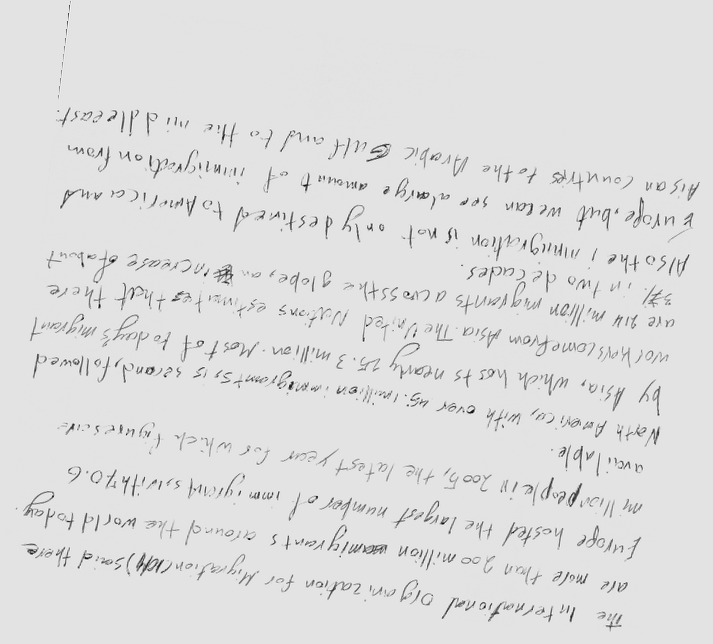 the International Organization for Migration (IOM) said there
are more than 200 million migrants around the world today.
Europe hosted the largest number of immigrants, with 70.6
million people in 2005, the latest year for which figures are
available.
North America, with over 45.1 million immigrants, is second, followed
by Asia, which hosts nearly 25.3 million. Most of today's migrant
workers come from Asia. The United Nations estimates that there
are 214 million migrants across the globe, an increase of about
37% in two decades.
Also the immigration is not only destined to America and
Europe, but we can see a large amount of immigration from
Aisan countries to the Arabic Gulf and to the middle east.